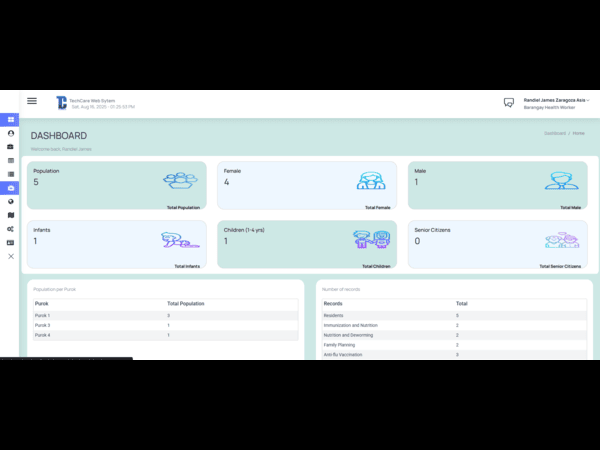 TechCare Web Sytem
Sat, Aug 16, 2025 - 01:25:53 PM
Randiel James Zaragoza Asis
Barangay Health Worker
DASHBOARD
Dashboard / Home
Welcome back, Randiel James
Population
5
Total Population
Female
4
Total Female
Male
1
Total Male
Infants
1
Total Infants
Children (1-4 yrs)
1
Total Children
Senior Citizens
0
Total Senior Citizens
Population per Purok
Purok Total Population
Purok 1 3
Purok 3 1
Purok 4 1
Number of records
Records Total
Residents 5
Immunization and Nutrition 2
Nutrition and Deworming 2
Family Planning 2
Anti-flu Vaccination 3